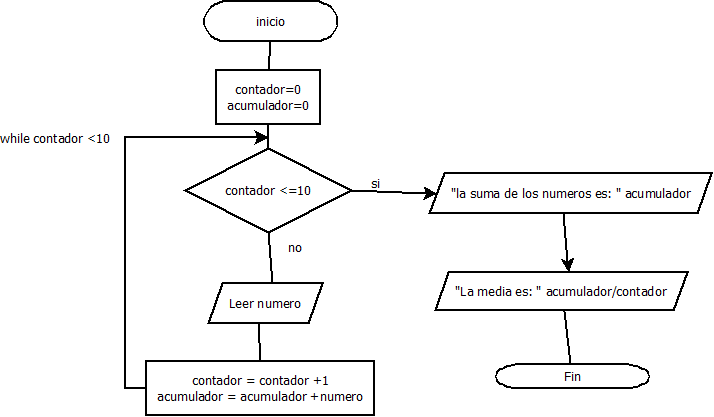 inicio
contador=0
acumulador=0
while contador <10
contador <=10
si
"la suma de los numeros es: " acumulador
no
"La media es: " acumulador/contador
Leer numero
Fin
contador = contador +1
acumulador = acumulador +numero